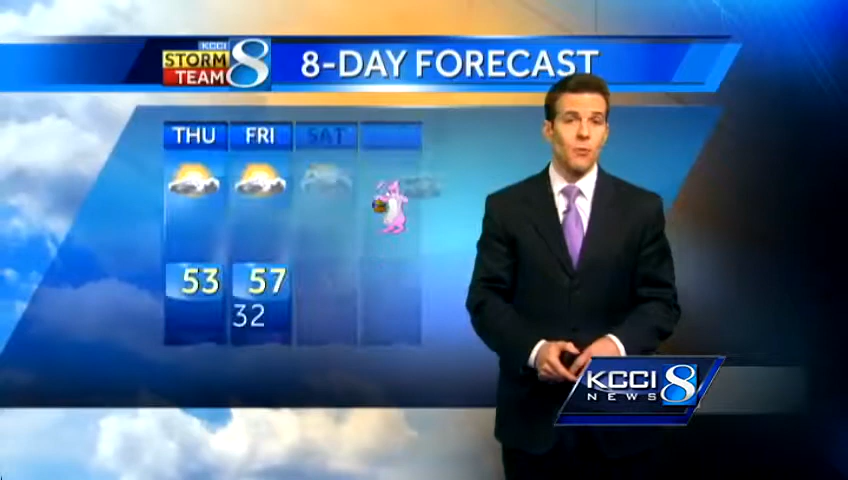 KCCI
STORM
TEAM
8
8-DAY FORECAST
THU FRI SAT
53 57
32
KCCI 8
NEWS